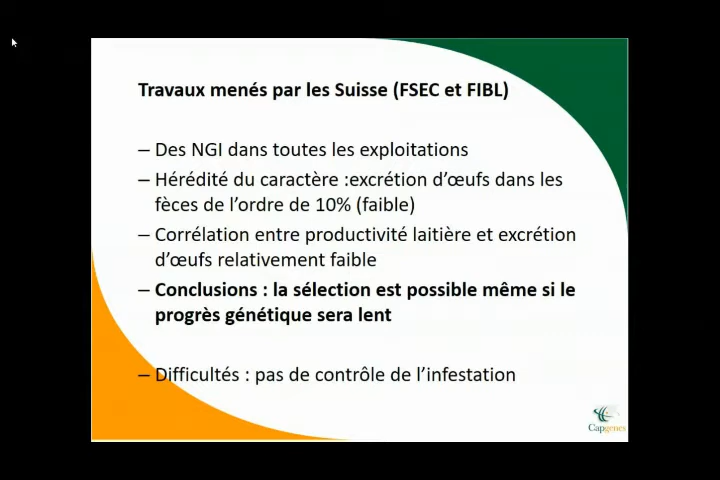 Travaux menés par les Suisse (FSEC et FIBL)
– Des NGI dans toutes les exploitations
– Hérédité du caractère :excrétion d’œufs dans les
fèces de l’ordre de 10% (faible)
– Corrélation entre productivité laitière et excrétion
d’œufs relativement faible
– Conclusions : la sélection est possible même si le
progrès génétique sera lent
– Difficultés : pas de contrôle de l’infestation
Capgenes